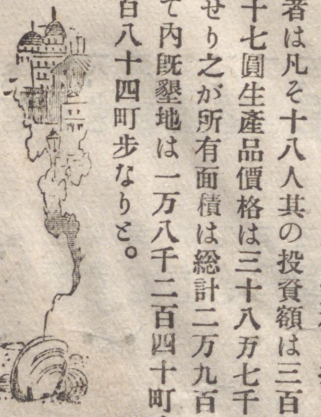 者は凡そ十八人其の投資額は三百
十七圓生產品價格は三十八万七千
せり之が所有面積は総計二万九百
て内既墾地は一万八千二百四十町
百八十四町步なりと。